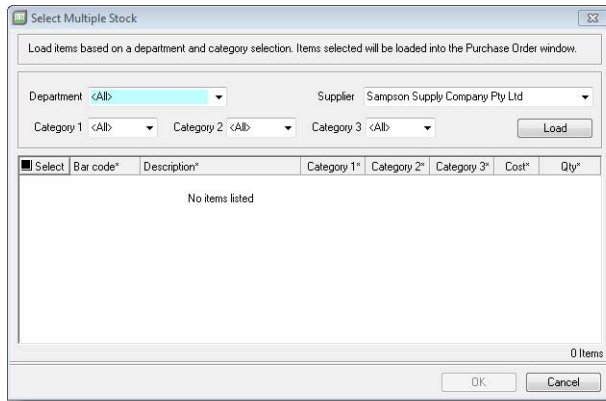 Select Multiple Stock
Load items based on a department and category selection. Items selected will be loaded into the Purchase Order window.
Department <All> Supplier Sampson Supply Company Pty Ltd
Category 1 <All> Category 2 <All> Category 3 <All> Load
Select Bar code* Description* Category 1* Category 2* Category 3* Cost* Qty*
No items listed
0 Items
OK Cancel